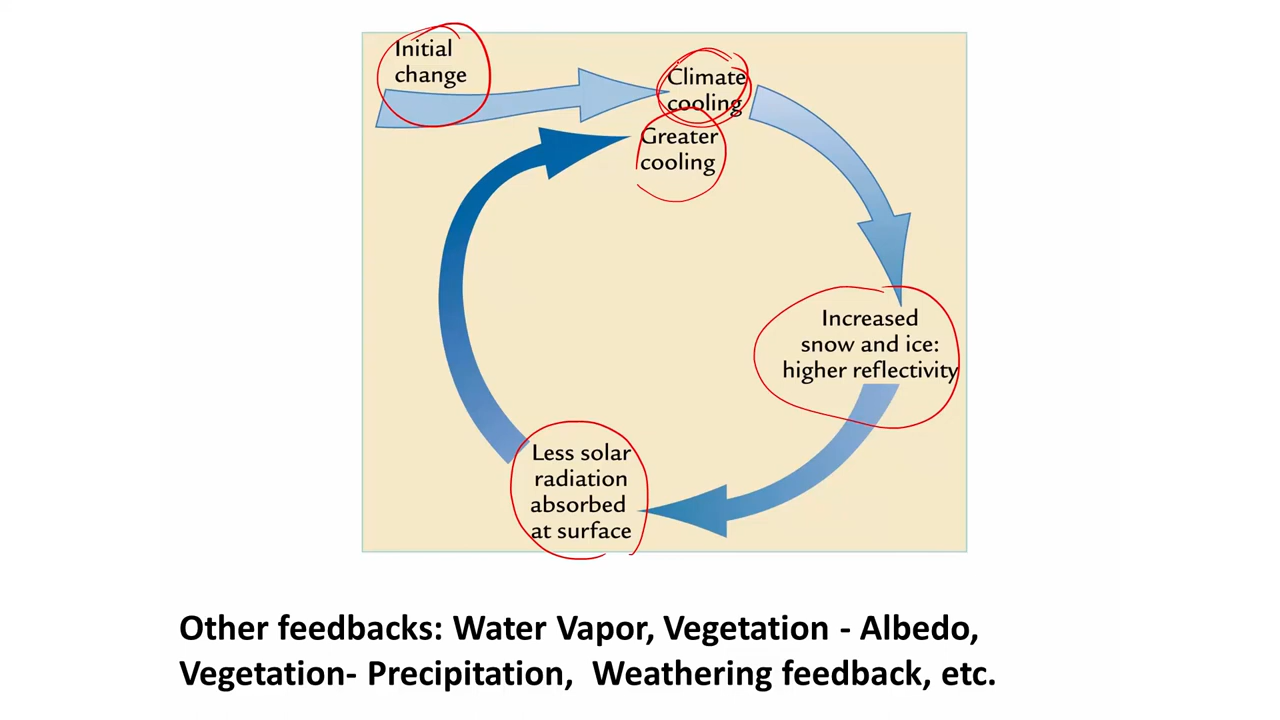 Initial
change
Climate
cooling
Greater
cooling
Increased
snow and ice:
higher reflectivity
Less solar
radiation
absorbed
at surface
Other feedbacks: Water Vapor, Vegetation - Albedo,
Vegetation- Precipitation,  Weathering feedback, etc.